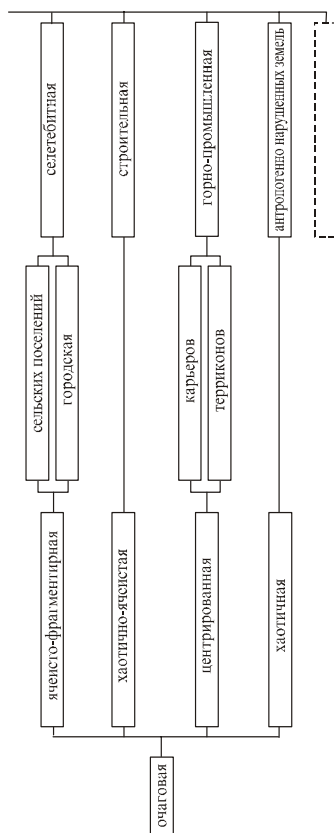 селетебитная
строительная
горно-промышленная
антропогенно нарушенных земель
сельских поселений
городская
карьеров
терриконов
ячеисто-фрагментирная
хаотично-ячеистая
центрированная
хаотичная
очаговая